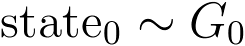 state₀ ∼ G₀